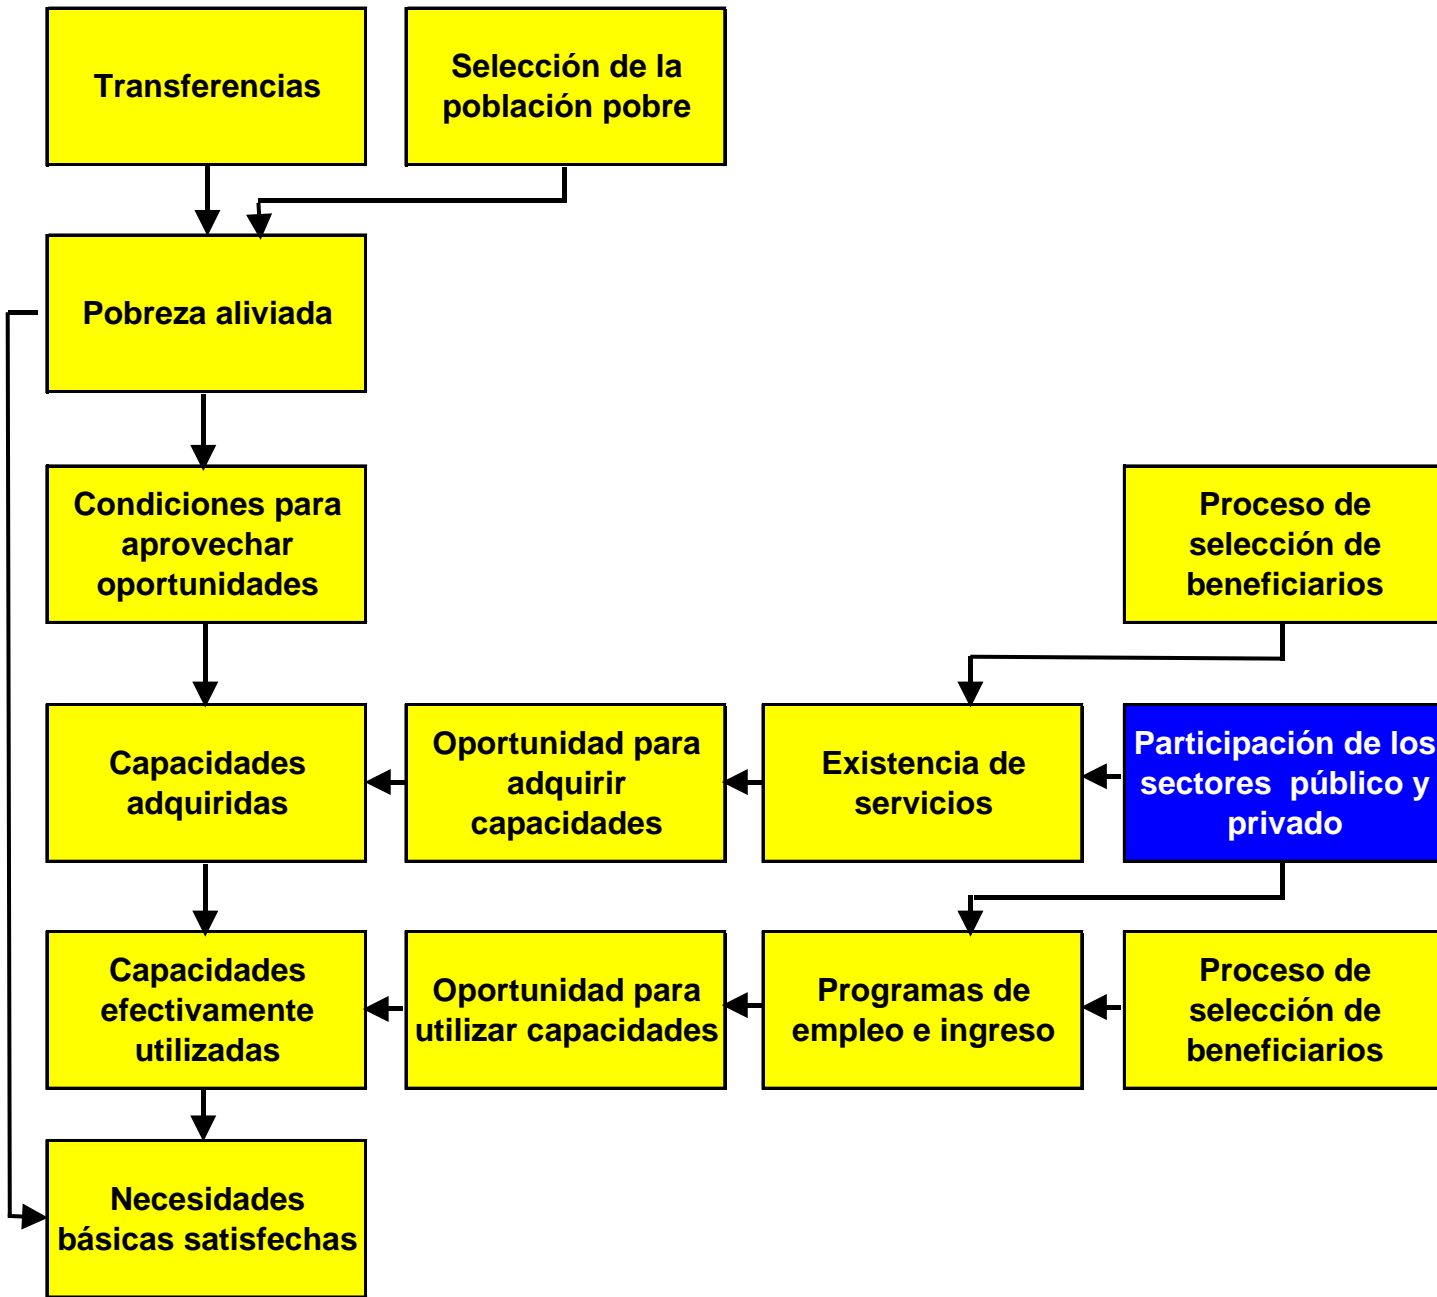 Transferencias
Selección de la
población pobre
Pobreza aliviada
Condiciones para
aprovechar
oportunidades
Proceso de
selección de
beneficiarios
Capacidades
adquiridas
Oportunidad para
adquirir
capacidades
Existencia de
servicios
Participación de los
sectores público y
privado
Capacidades
efectivamente
utilizadas
Oportunidad para
utilizar capacidades
Programas de
empleo e ingreso
Proceso de
selección de
beneficiarios
Necesidades
básicas satisfechas